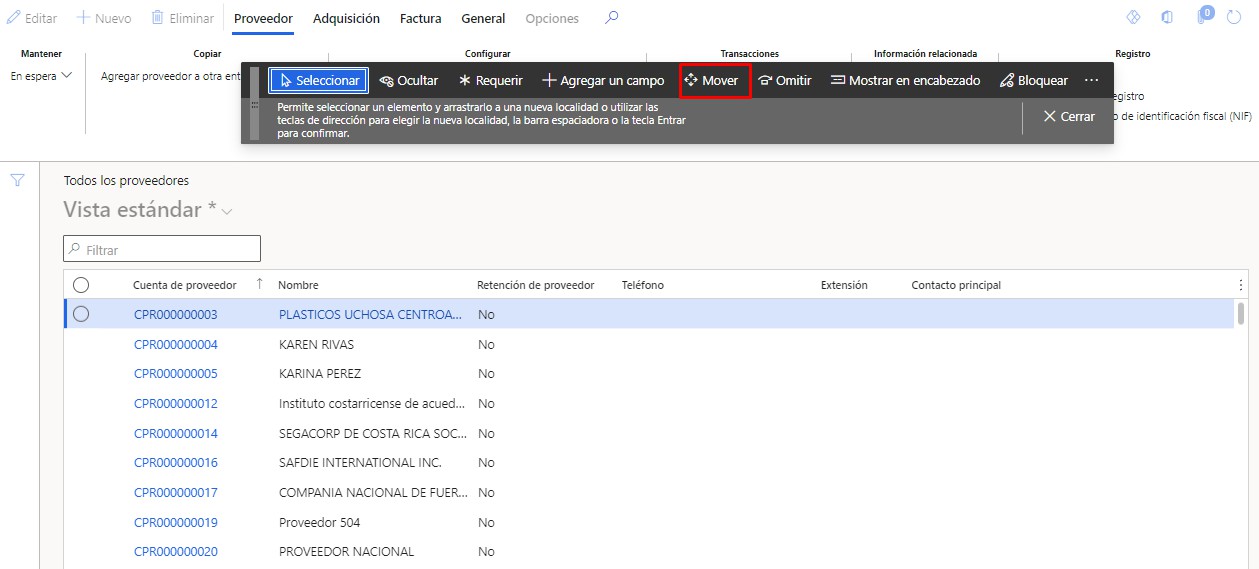 Editar Nuevo Eliminar Proveedor Adquisición Factura General Opciones 0
Mantener Copiar Configurar Transacciones Información relacionada Registro
En espera Agregar proveedor a otra ent
Seleccionar Ocultar Requerir Agregar un campo Mover Omitir Mostrar en encabezado Bloquear ...
egistro
Permite seleccionar un elemento y arrastrarlo a una nueva localidad o utilizar las
teclas de dirección para elegir la nueva localidad, la barra espaciadora o la tecla Entrar
para confirmar.
Cerrar
o de identificación fiscal (NIF)
Todos los proveedores
Vista estándar *
Filtrar
Cuenta de proveedor Nombre Retención de proveedor Teléfono Extensión Contacto principal
CPR000000003 PLASTICOS UCHOSA CENTROA... No
CPR000000004 KAREN RIVAS No
CPR000000005 KARINA PEREZ No
CPR000000012 Instituto costarricense de acued... No
CPR000000014 SEGACORP DE COSTA RICA SOC... No
CPR000000016 SAFDIE INTERNATIONAL INC. No
CPR000000017 COMPANIA NACIONAL DE FUER... No
CPR000000019 Proveedor 504 No
CPR000000020 PROVEEDOR NACIONAL No